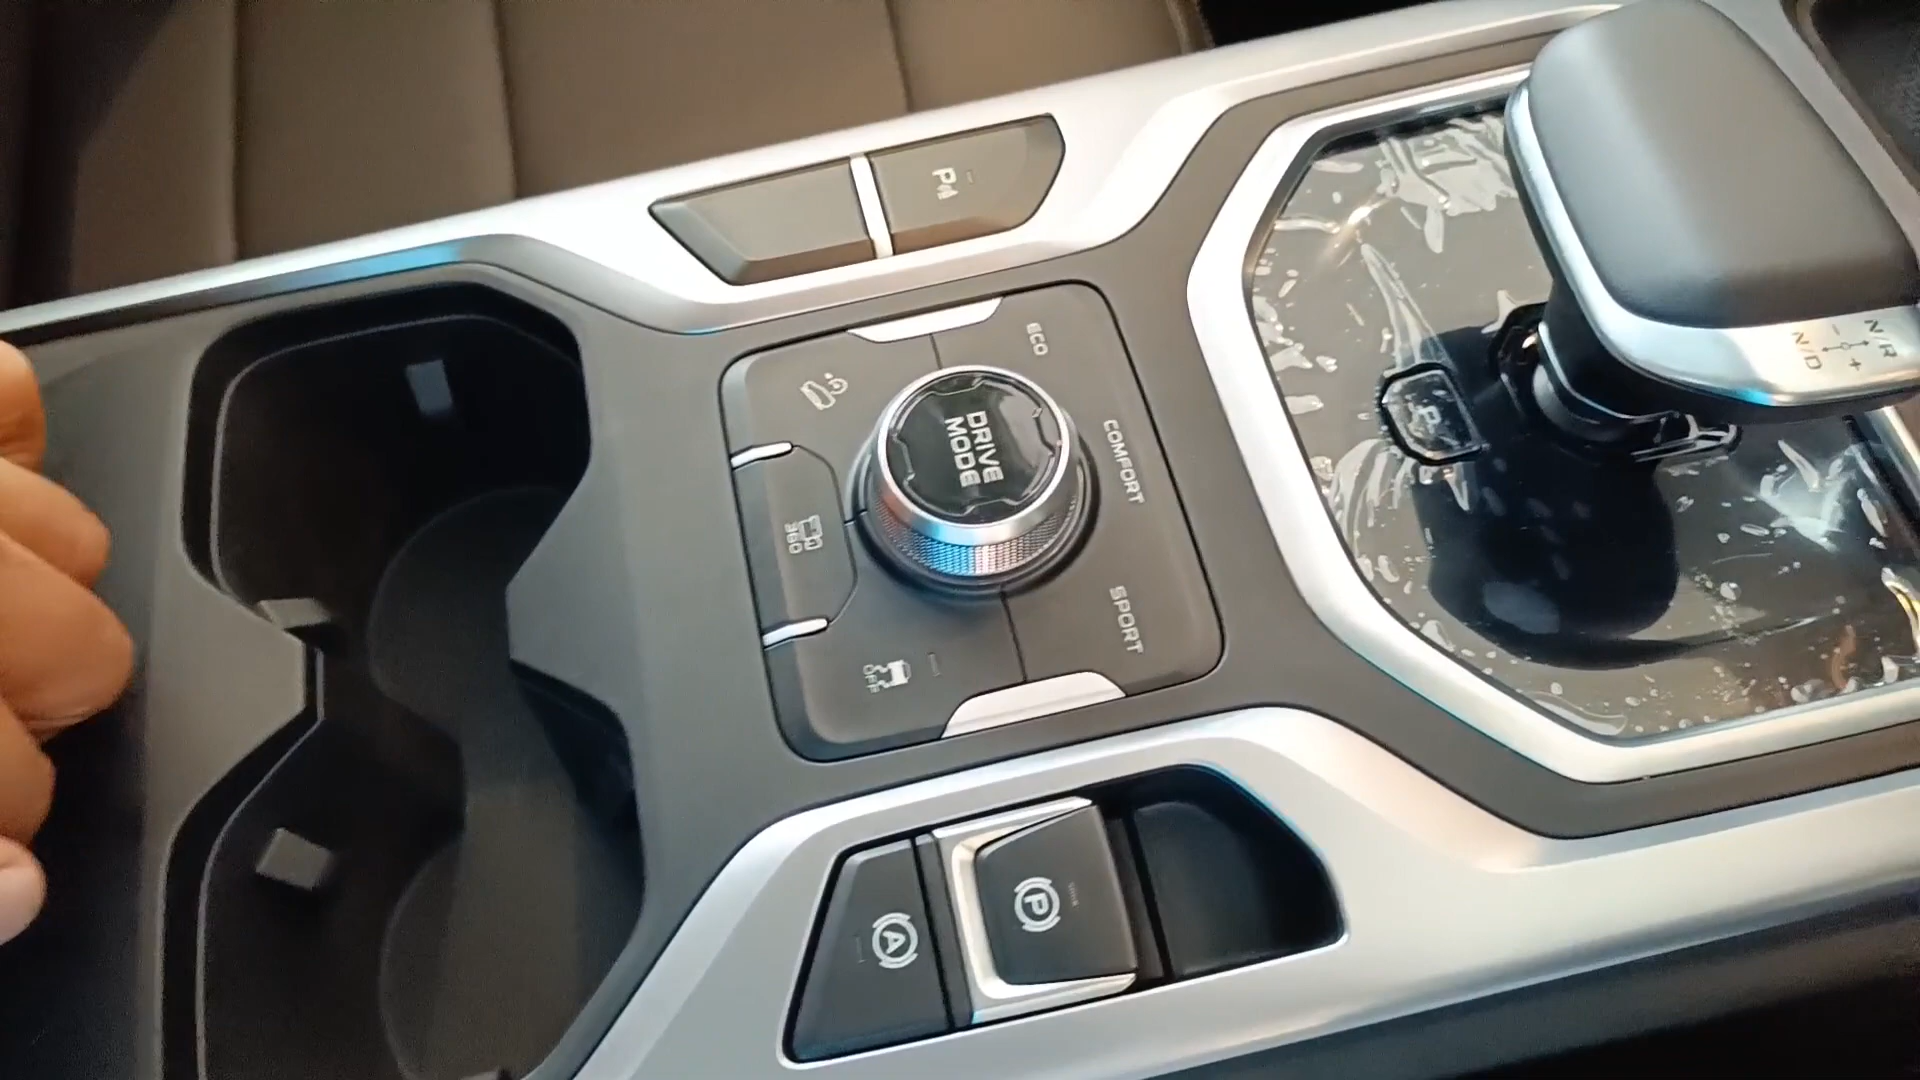 P
ECO
DRIVE
MODE
COMFORT
SPORT
360
OFF
P
N/R
N/D
-
+
A
P